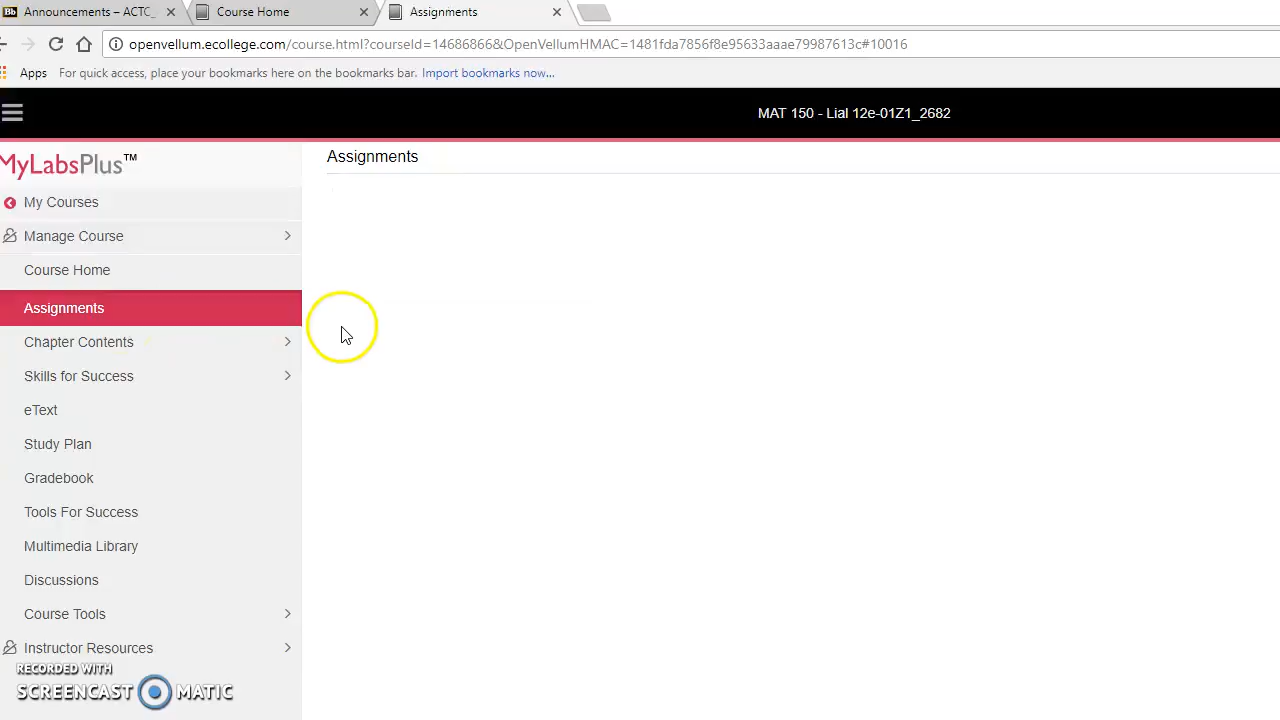 Announcements – ACTC_
Course Home
Assignments
openvellum.ecollege.com/course.html?courseId=14686866&OpenVellumHMAC=1481fda7856f8e95633aaae79987613c#10016
Apps
For quick access, place your bookmarks here on the bookmarks bar. Import bookmarks now...
MAT 150 - Lial 12e-01Z1_2682
MyLabsPlus™
Assignments
My Courses
Manage Course
Course Home
Assignments
Chapter Contents
Skills for Success
eText
Study Plan
Gradebook
Tools For Success
Multimedia Library
Discussions
Course Tools
Instructor Resources
RECORDED WITH
SCREENCAST MATIC